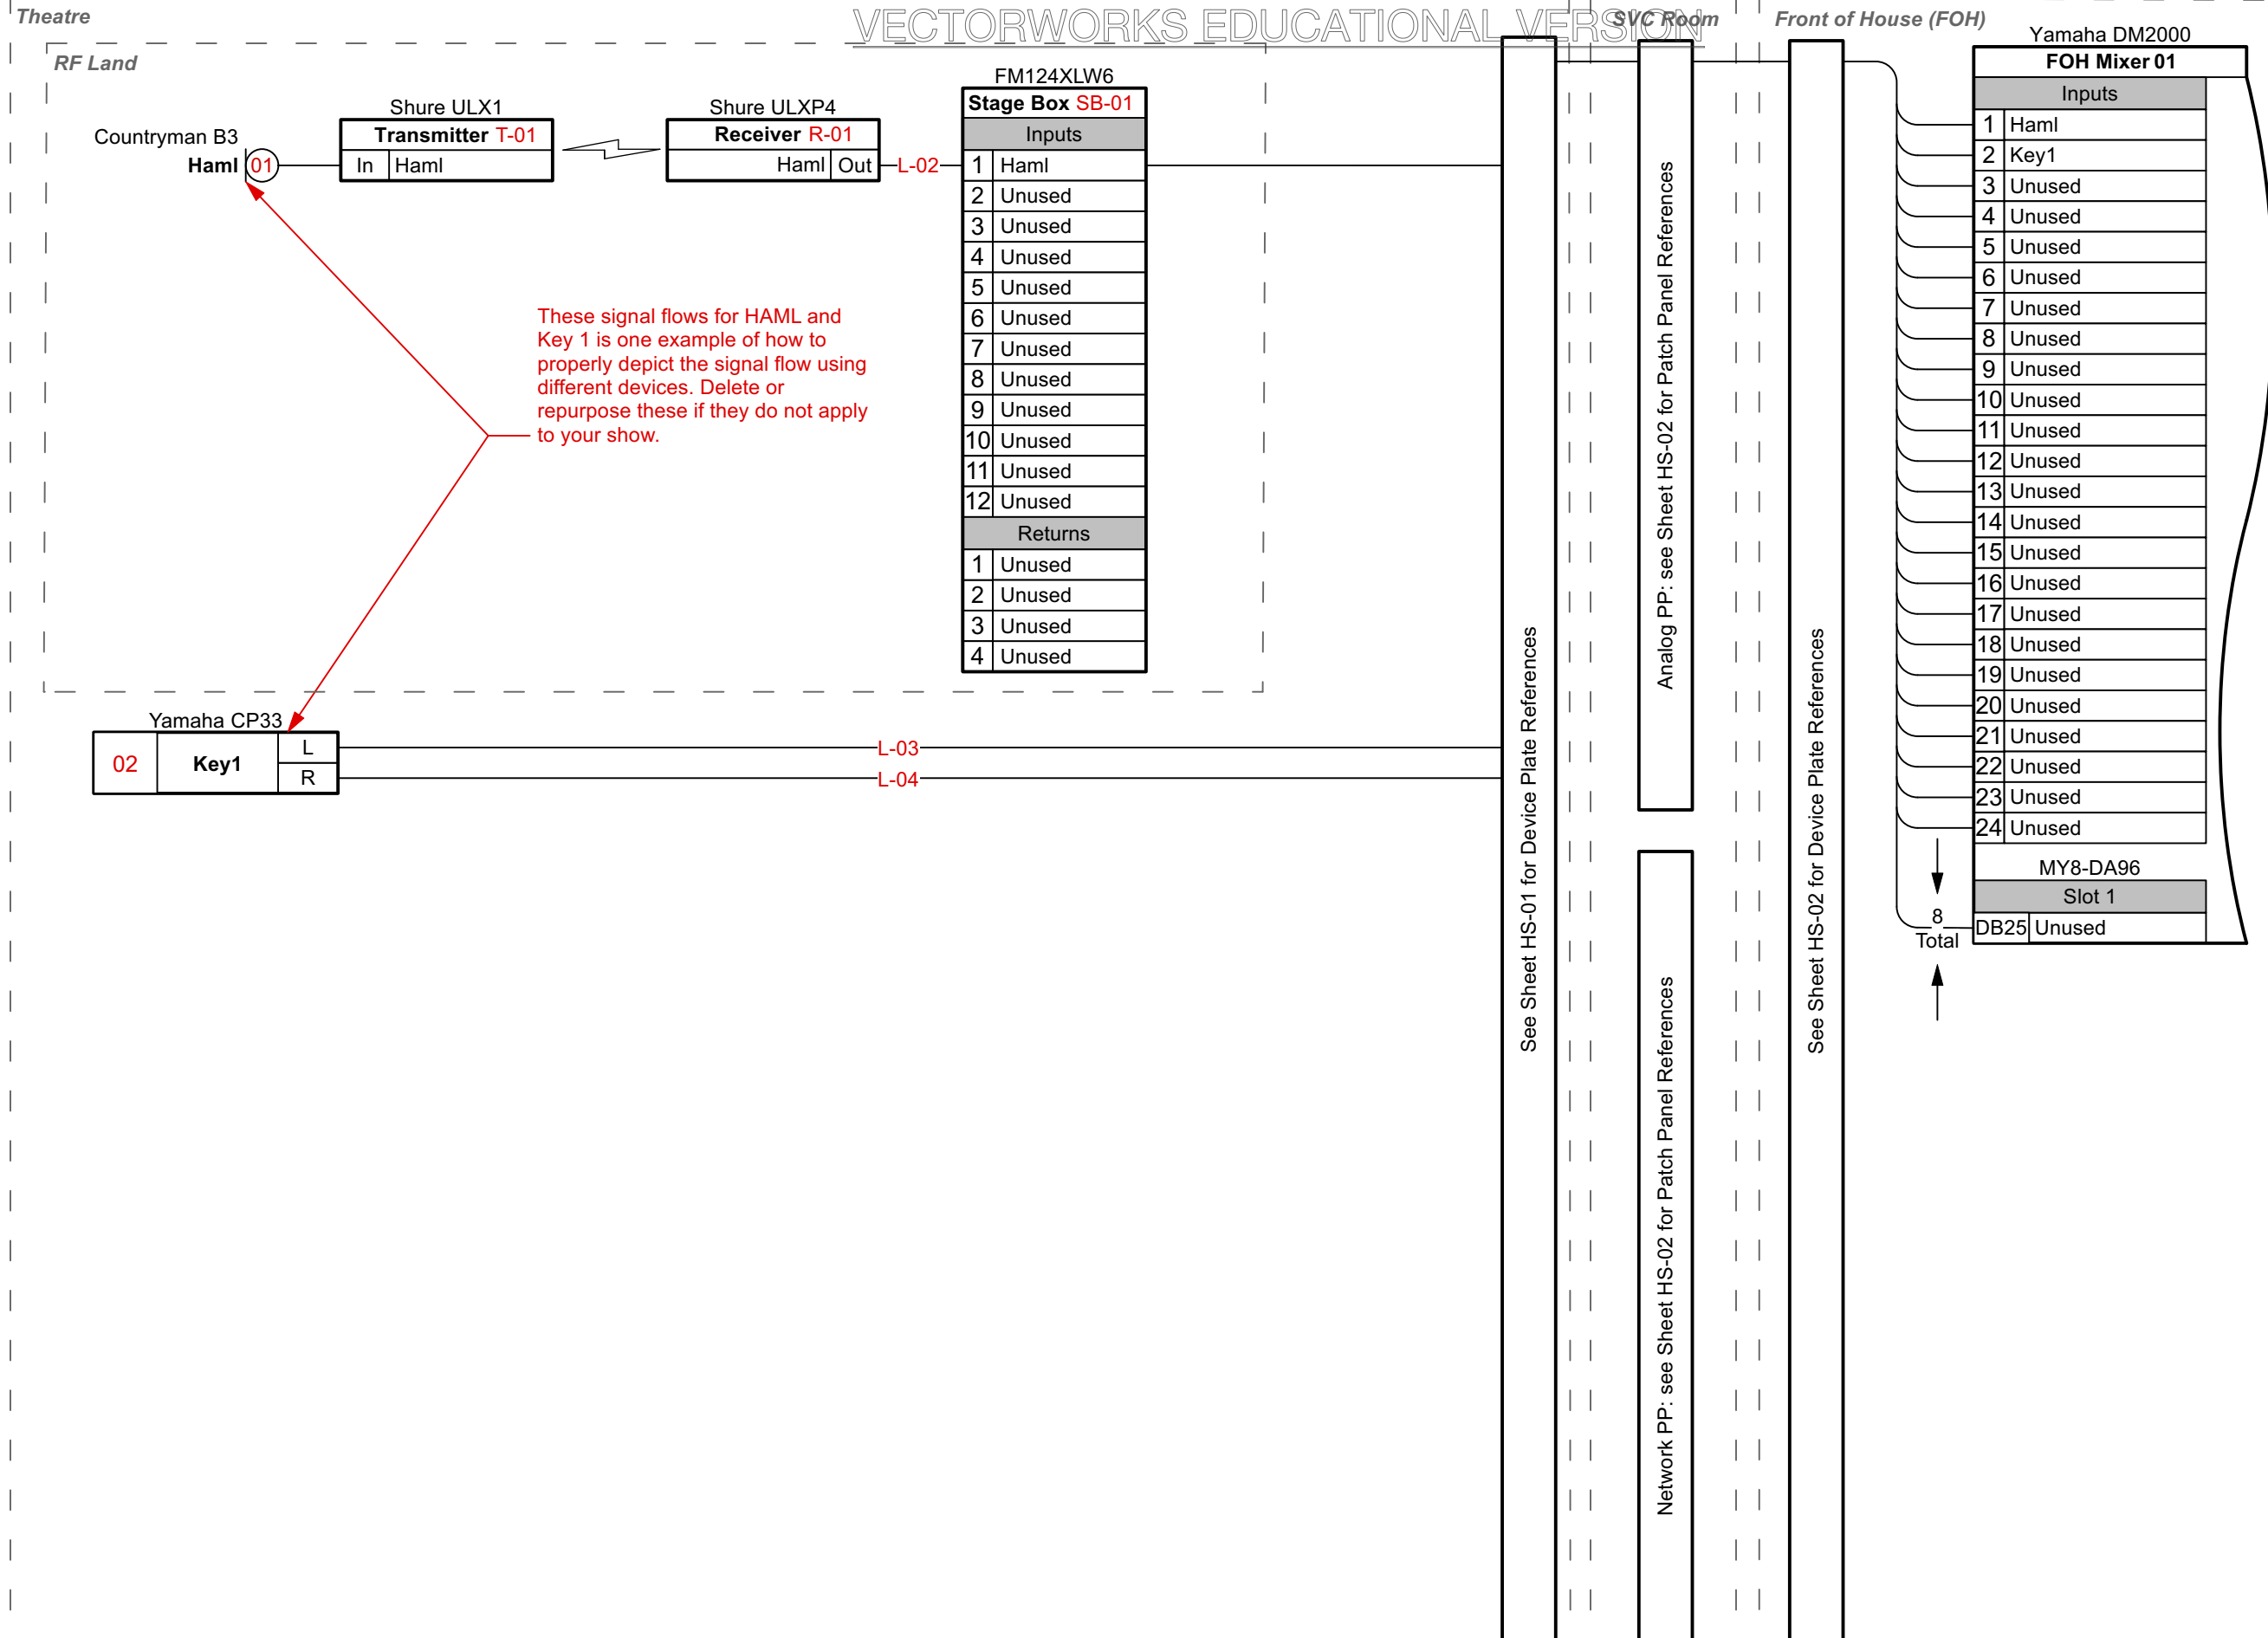 Theatre
VECTORWORKS EDUCATIONAL VERSION
SVC Room
Front of House (FOH)
RF Land
Countryman B3
Haml
01
Shure ULX1
Transmitter T-01
In Haml
Shure ULXP4
Receiver R-01
Haml Out
L-02
FM124XLW6
Stage Box SB-01
Inputs
1 Haml
2 Unused
3 Unused
4 Unused
5 Unused
6 Unused
7 Unused
8 Unused
9 Unused
10 Unused
11 Unused
12 Unused
Returns
1 Unused
2 Unused
3 Unused
4 Unused
These signal flows for HAML and
Key 1 is one example of how to
properly depict the signal flow using
different devices. Delete or
repurpose these if they do not apply
to your show.
Yamaha CP33
02 Key1
L
R
L-03
L-04
See Sheet HS-01 for Device Plate References
Analog PP: see Sheet HS-02 for Patch Panel References
Network PP: see Sheet HS-02 for Patch Panel References
See Sheet HS-02 for Device Plate References
Yamaha DM2000
FOH Mixer 01
Inputs
1 Haml
2 Key1
3 Unused
4 Unused
5 Unused
6 Unused
7 Unused
8 Unused
9 Unused
10 Unused
11 Unused
12 Unused
13 Unused
14 Unused
15 Unused
16 Unused
17 Unused
18 Unused
19 Unused
20 Unused
21 Unused
22 Unused
23 Unused
24 Unused
MY8-DA96
Slot 1
DB25 Unused
8
Total